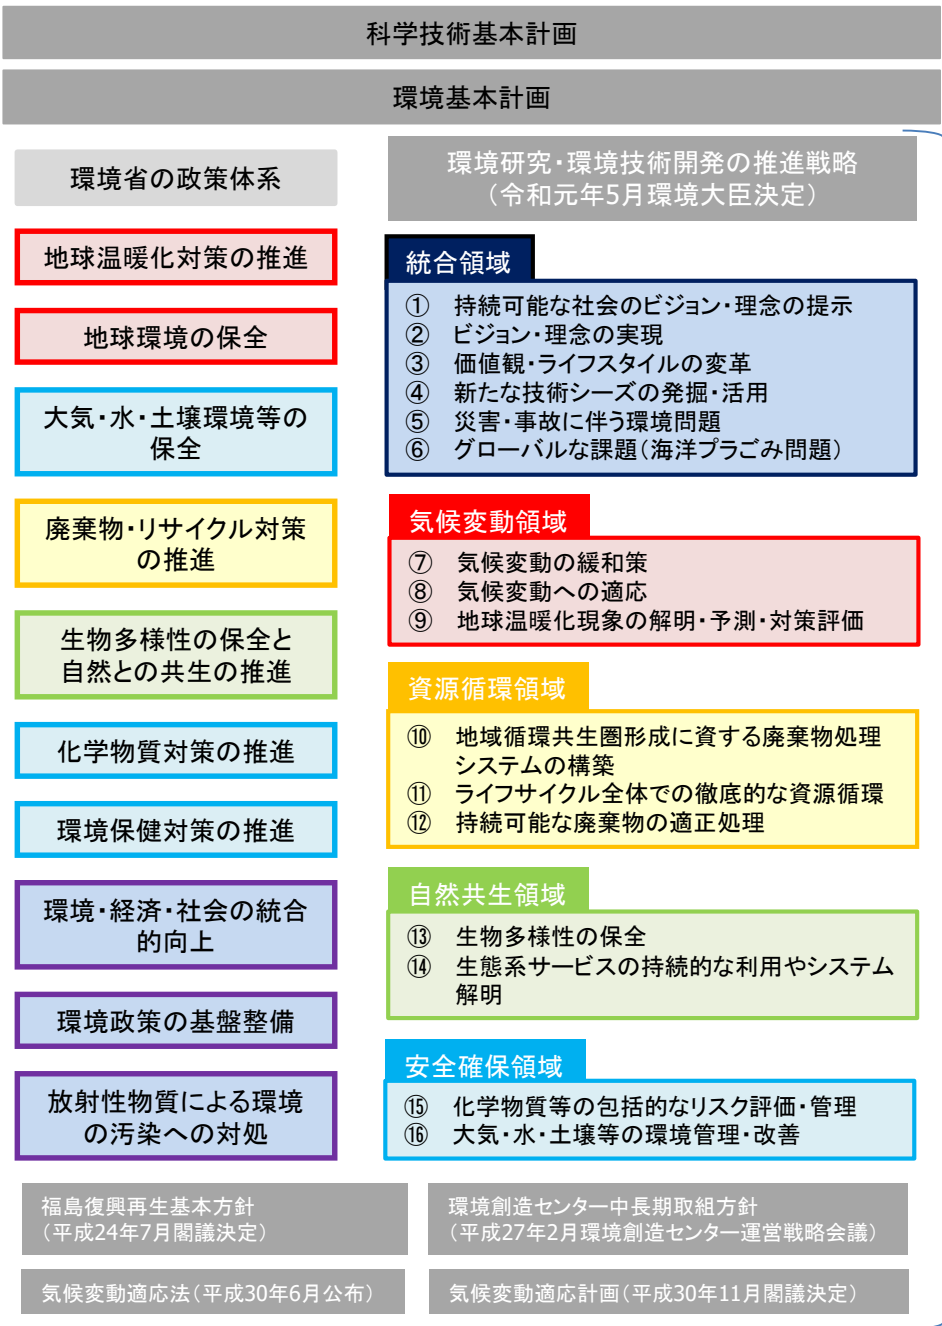 科学技術基本計画
環境基本計画
環境省の政策体系
地球温暖化対策の推進
地球環境の保全
大気・水・土壌環境等の
保全
廃棄物・リサイクル対策
の推進
生物多様性の保全と
自然との共生の推進
化学物質対策の推進
環境保健対策の推進
環境・経済・社会の統合
的向上
環境政策の基盤整備
放射性物質による環境
の汚染への対処
環境研究・環境技術開発の推進戦略
（令和元年5月環境大臣決定）
統合領域
① 持続可能な社会のビジョン・理念の提示
② ビジョン・理念の実現
③ 価値観・ライフスタイルの変革
④ 新たな技術シーズの発掘・活用
⑤ 災害・事故に伴う環境問題
⑥ グローバルな課題（海洋プラごみ問題）
気候変動領域
⑦ 気候変動の緩和策
⑧ 気候変動への適応
⑨ 地球温暖化現象の解明・予測・対策評価
資源循環領域
⑩ 地域循環共生圏形成に資する廃棄物処理
システムの構築
⑪ ライフサイクル全体での徹底的な資源循環
⑫ 持続可能な廃棄物の適正処理
自然共生領域
⑬ 生物多様性の保全
⑭ 生態系サービスの持続的な利用やシステム
解明
安全確保領域
⑮ 化学物質等の包括的なリスク評価・管理
⑯ 大気・水・土壌等の環境管理・改善
福島復興再生基本方針
（平成24年7月閣議決定）
環境創造センター中長期取組方針
（平成27年2月環境創造センター運営戦略会議）
気候変動適応法（平成30年6月公布）
気候変動適応計画（平成30年11月閣議決定）